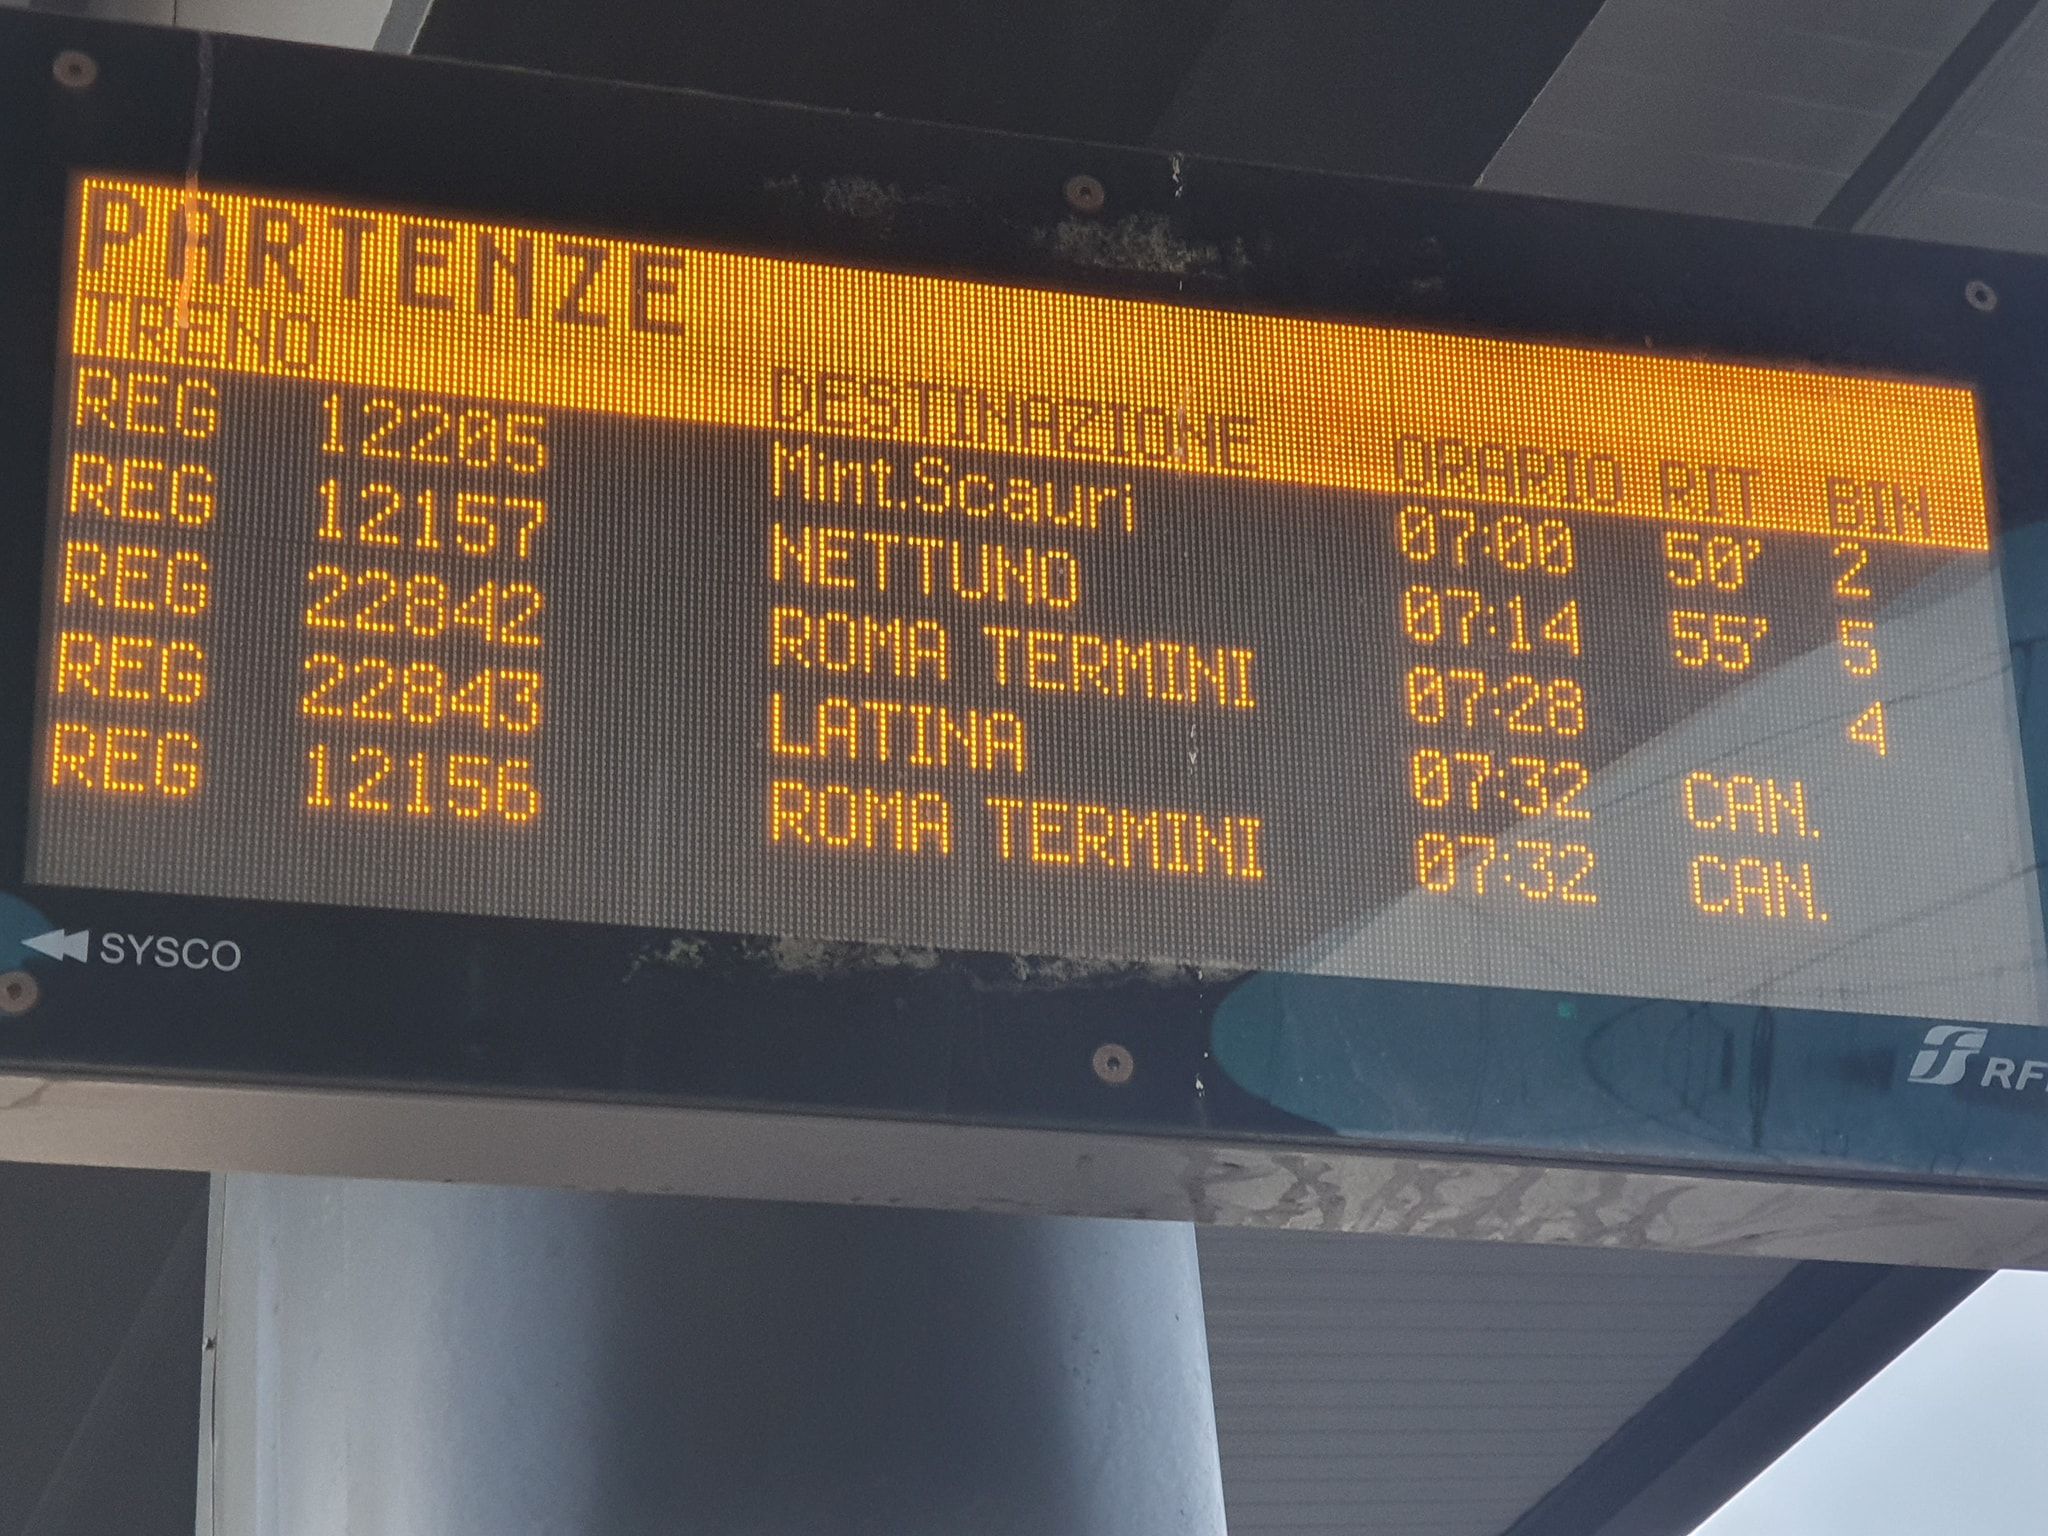 PARTENZE
TRENO DESTINAZIONE ORARIO RIT BIN
REG 12205 Mint.Scauri 07:00 50' 2
REG 12157 NETTUNO 07:14 55' 5
REG 22842 ROMA TERMINI 07:28 4
REG 22843 LATINA 07:32 CAN.
REG 12156 ROMA TERMINI 07:32 CAN.
SYSCO
RF